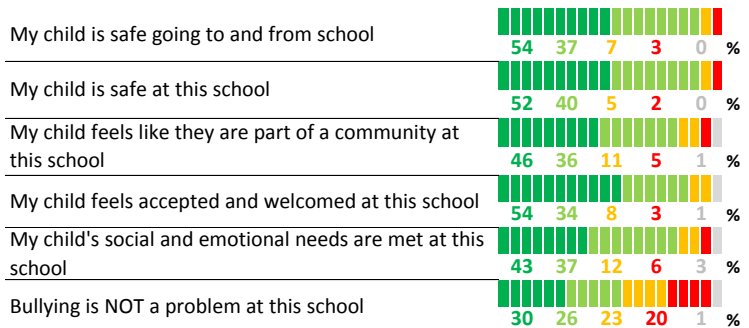 My child is safe going to and from school
54 37 7 3 0 %
My child is safe at this school
52 40 5 2 0 %
My child feels like they are part of a community at
this school
46 36 11 5 1 %
My child feels accepted and welcomed at this school
54 34 8 3 1 %
My child's social and emotional needs are met at this
school
43 37 12 6 3 %
Bullying is NOT a problem at this school
30 26 23 20 1 %